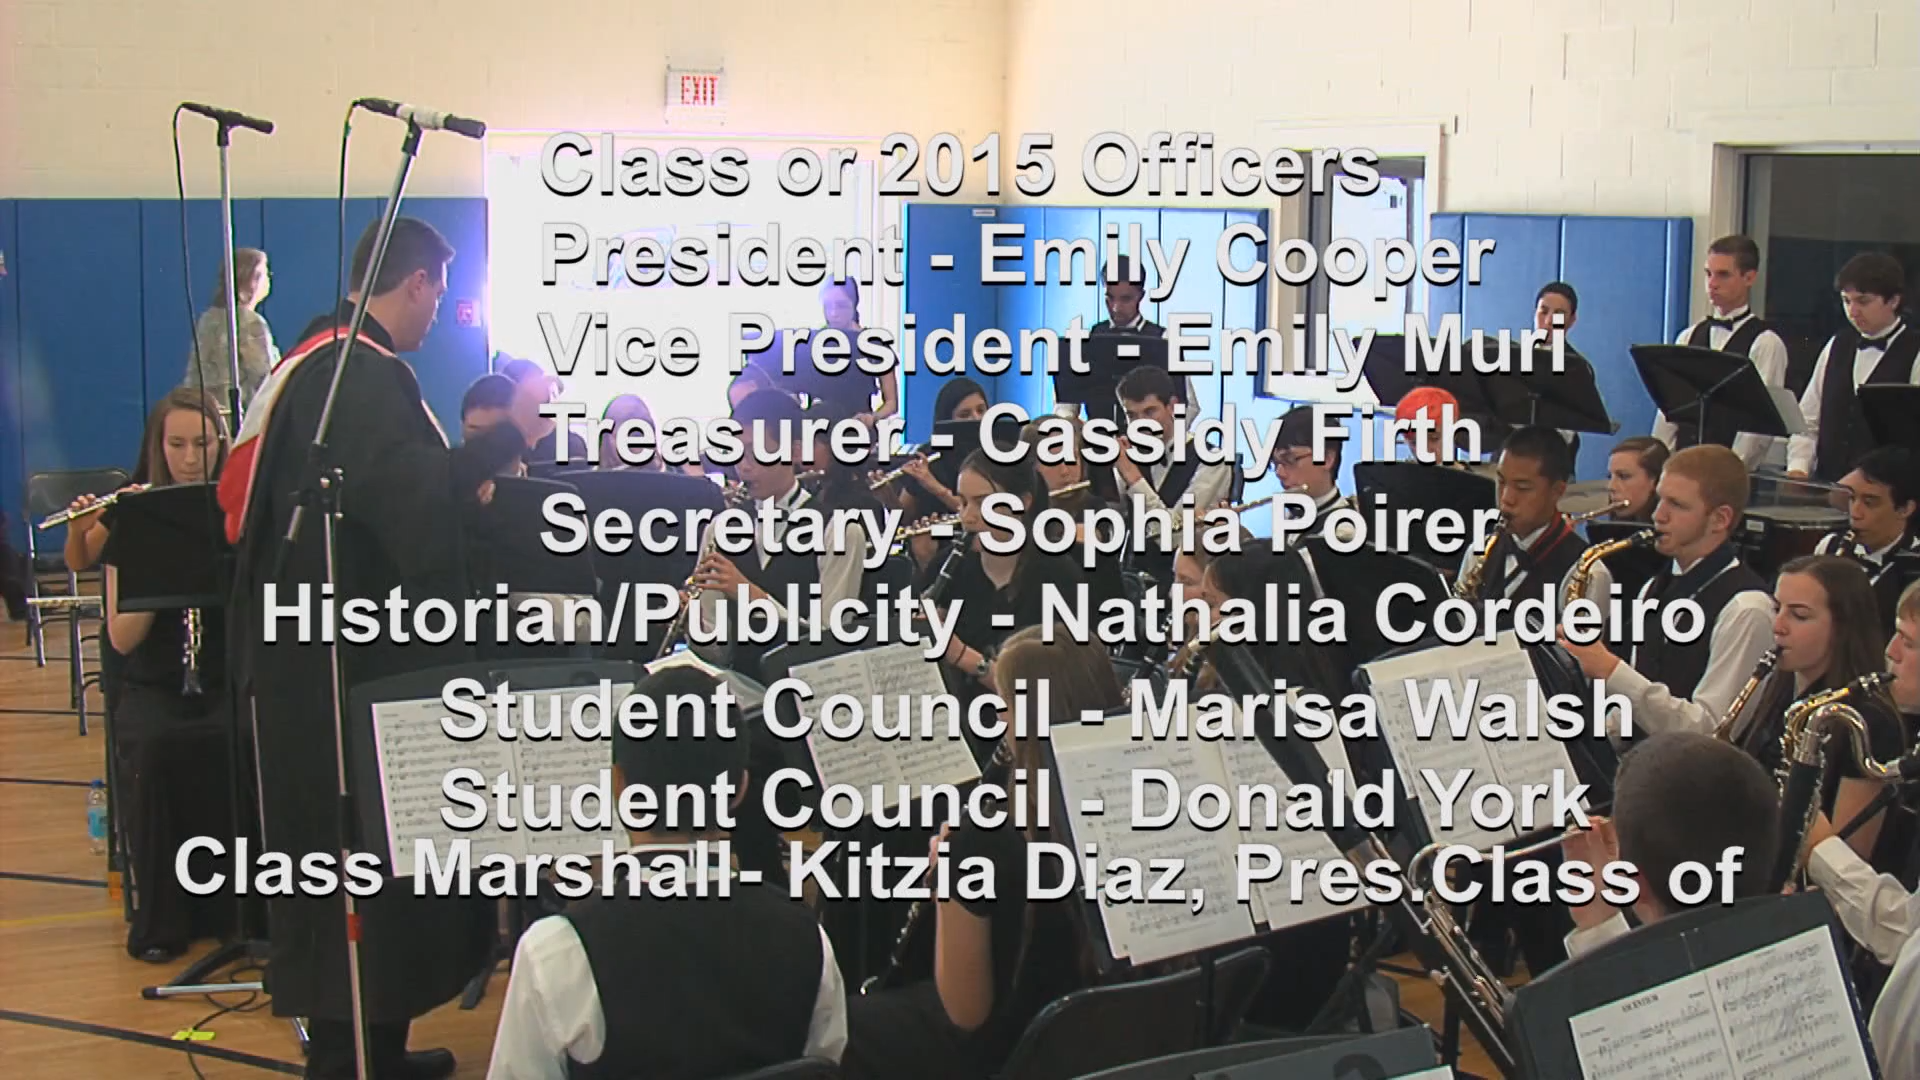 EXIT
Class or 2015 Officers
President - Emily Cooper
Vice President - Emily Muri
Treasurer - Cassidy Firth
Secretary - Sophia Poirer
Historian/Publicity - Nathalia Cordeiro
Student Council - Marisa Walsh
Student Council - Donald York
Class Marshall- Kitzia Diaz, Pres.Class of